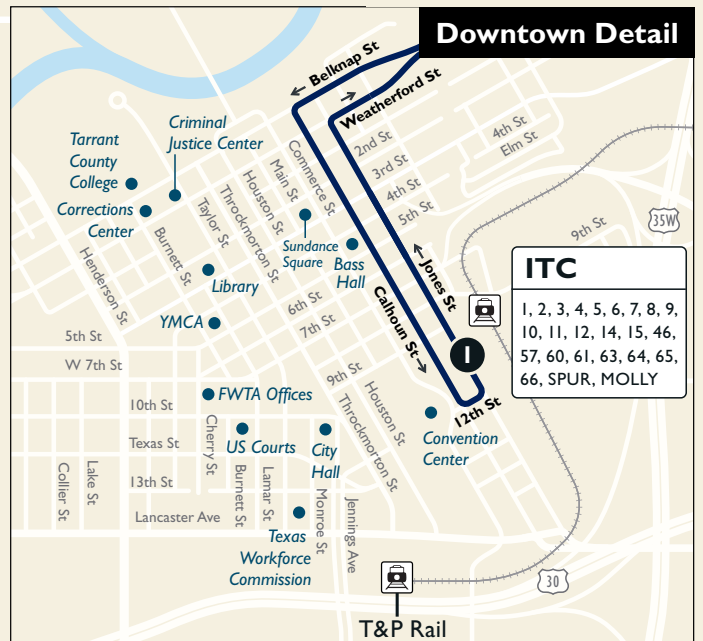 Downtown Detail
Belknap St
Weatherford St
Criminal
Justice Center
Tarrant
County
College
Corrections
Center
2nd St
3rd St
4th St
5th St
4th St
Elm St
Commerce St
Main St
Houston St
Throckmorton St
Taylor St
Burnett St
Henderson St
Sundance
Square
Bass
Hall
Library
YMCA
35W
9th St
ITC
1, 2, 3, 4, 5, 6, 7, 8, 9,
10, 11, 12, 14, 15, 46,
57, 60, 61, 63, 64, 65,
66, SPUR, MOLLY
Jones St
Calhoun St
1
12th St
6th St
7th St
5th St
W 7th St
9th St
Houston St
Throckmorton St
FWTA Offices
10th St
Convention
Center
Texas St
Cherry St
US Courts
City
Hall
13th St
Collier St
Lake St
Burnett St
Lamar St
Monroe St
Jennings Ave
Lancaster Ave
Texas
Workforce
Commission
30
T&P Rail